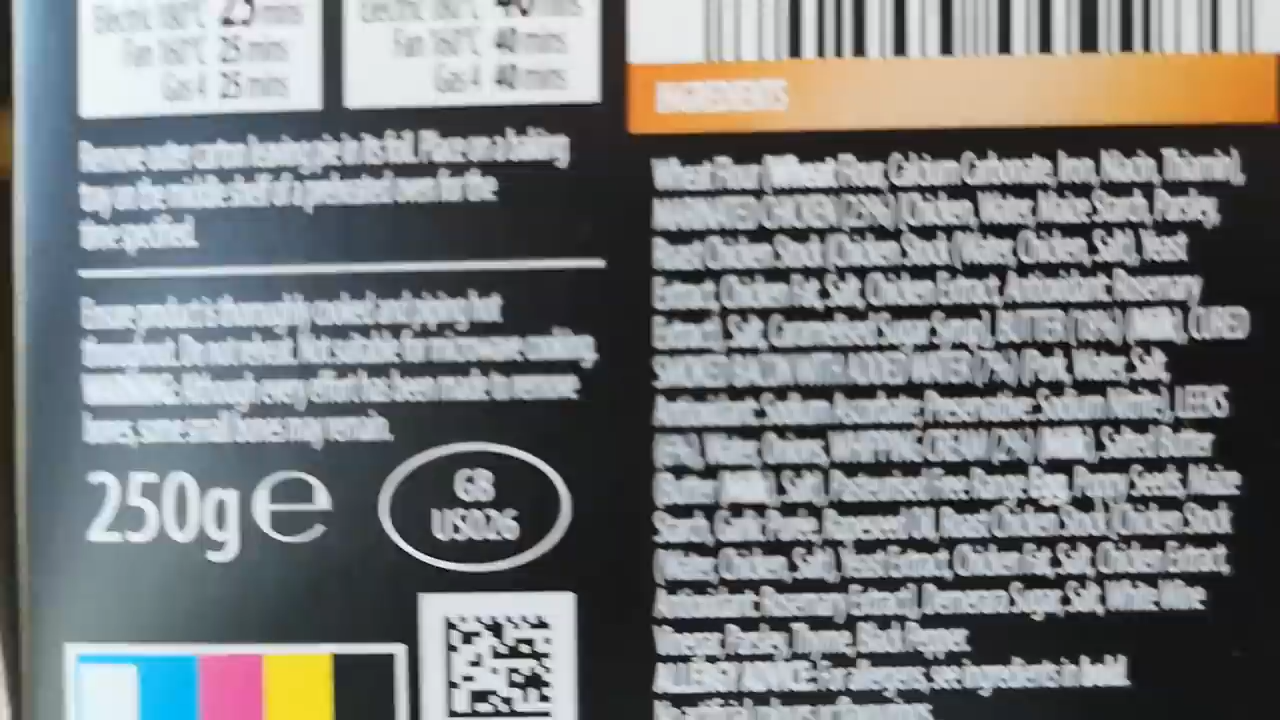 Electric 180°C 25 mins
Fan 160°C 25 mins
Gas 4 25 mins
Electric 180°C 40 mins
Fan 160°C 40 mins
Gas 4 40 mins
Remove outer carton leaving pie in its foil. Place on a baking
tray on the middle shelf of a preheated oven for the
time specified.
Ensure product is thoroughly cooked and piping hot
throughout. Do not reheat. Not suitable for microwave cooking.
WARNING: Although every effort has been made to remove
bones, some small bones may remain.
250g e
GB
US026
INGREDIENTS
Wheat Flour (Wheat Flour, Calcium Carbonate, Iron, Niacin, Thiamin),
MARINATED CHICKEN (23%) [Chicken, Water, Maize Starch, Parsley,
Roast Chicken Stock [Chicken Stock (Water, Chicken, Salt), Yeast
Extract, Chicken Fat, Salt, Chicken Extract, Antioxidant: Rosemary
Extract], Salt, Caramelised Sugar Syrup], BUTTER (18%) (Milk), CURED
SMOKED BACON WITH ADDED WATER (7%) [Pork, Water, Salt,
Antioxidant: Sodium Ascorbate; Preservative: Sodium Nitrite], LEEKS
Water, Onions, WHIPPING CREAM (2%) (Milk), Salted Butter
(Butter (Milk), Salt), Pasteurised Free Range Egg, Poppy Seeds, Maize
Starch, Garlic Purée, Rapeseed Oil, Roast Chicken Stock [Chicken Stock
(Water, Chicken, Salt), Yeast Extract, Chicken Fat, Salt, Chicken Extract,
Antioxidant: Rosemary Extract], Demerara Sugar, Salt, White Wine
Vinegar, Parsley, Thyme, Black Pepper.
ALLERGY ADVICE: For allergens, see ingredients in bold.